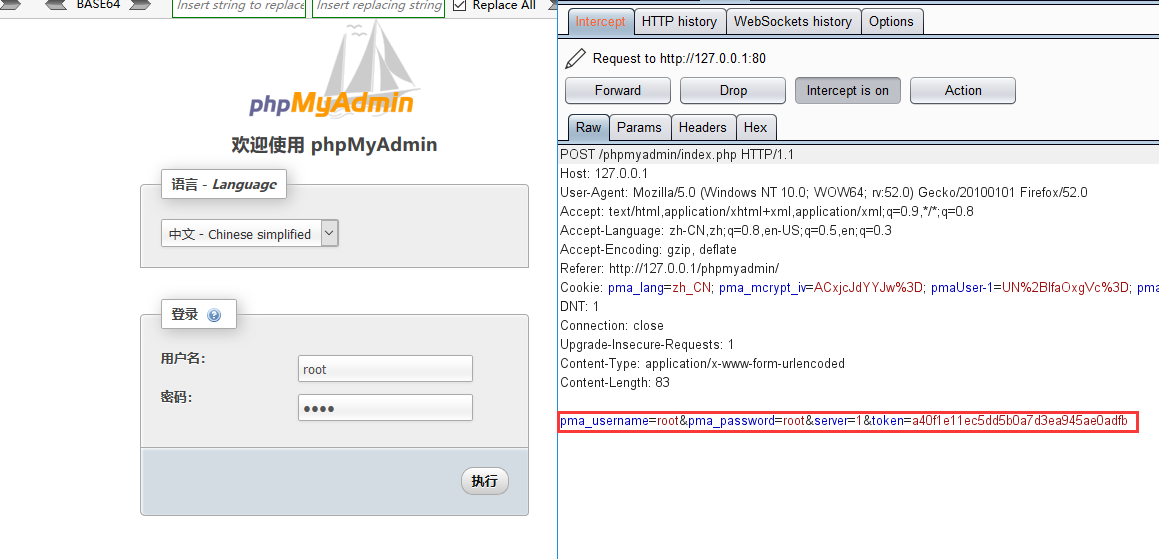 BASE64
Insert string to replace
Insert replacing string
Replace All
phpMyAdmin
欢迎使用 phpMyAdmin
语言 - Language
中文 - Chinese simplified
登录
用户名:
root
密码:
执行
Intercept
HTTP history
WebSockets history
Options
Request to http://127.0.0.1:80
Forward
Drop
Intercept is on
Action
Raw
Params
Headers
Hex
POST /phpmyadmin/index.php HTTP/1.1
Host: 127.0.0.1
User-Agent: Mozilla/5.0 (Windows NT 10.0; WOW64; rv:52.0) Gecko/20100101 Firefox/52.0
Accept: text/html,application/xhtml+xml,application/xml;q=0.9,*/*;q=0.8
Accept-Language: zh-CN,zh;q=0.8,en-US;q=0.5,en;q=0.3
Accept-Encoding: gzip, deflate
Referer: http://127.0.0.1/phpmyadmin/
Cookie: pma_lang=zh_CN; pma_mcrypt_iv=ACxjcJdYYJw%3D; pmaUser-1=UN%2BIfaOxgVc%3D; pma
DNT: 1
Connection: close
Upgrade-Insecure-Requests: 1
Content-Type: application/x-www-form-urlencoded
Content-Length: 83
pma_username=root&pma_password=root&server=1&token=a40f1e11ec5dd5b0a7d3ea945ae0adfb